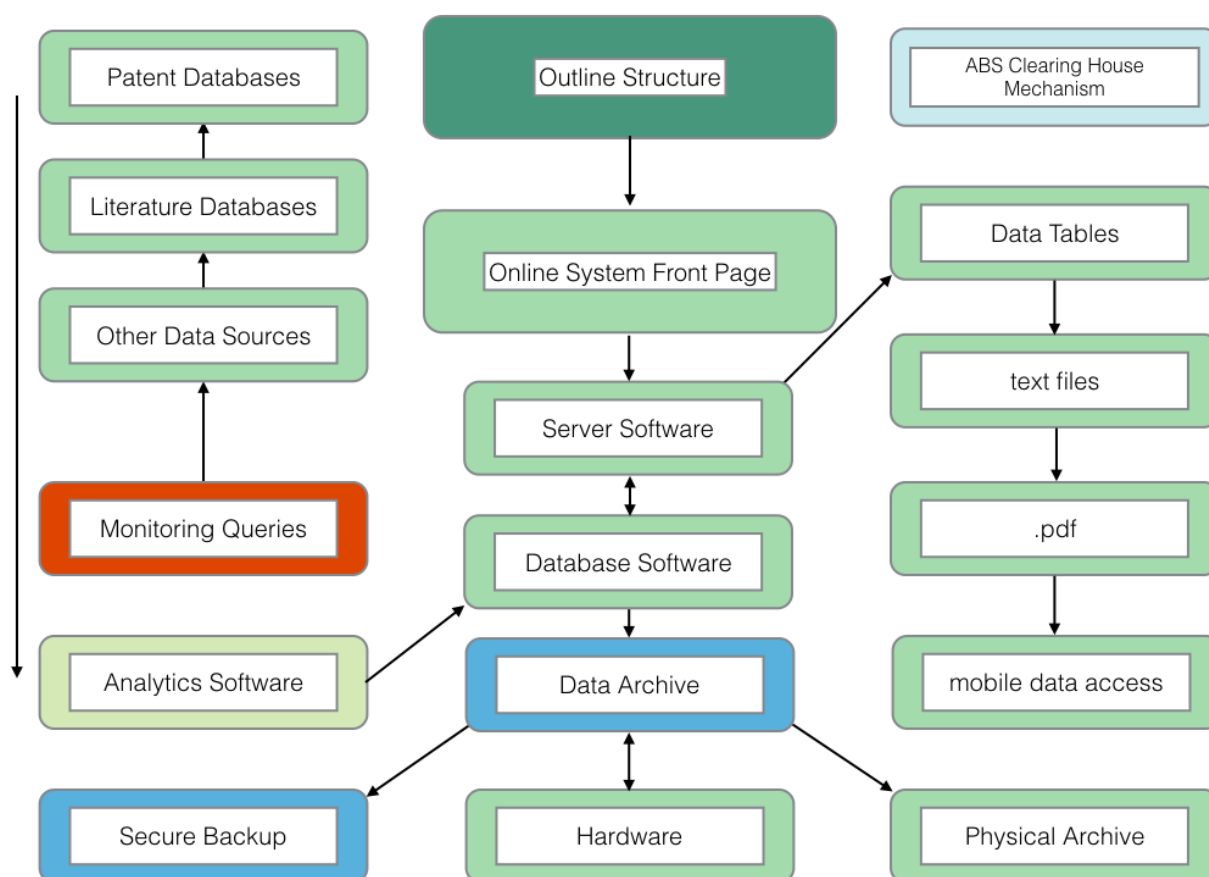 Patent Databases
Outline Structure
ABS Clearing House
Mechanism
Literature Databases
Data Tables
Online System Front Page
Other Data Sources
text files
Server Software
Monitoring Queries
.pdf
Database Software
Analytics Software
Data Archive
mobile data access
Secure Backup
Hardware
Physical Archive